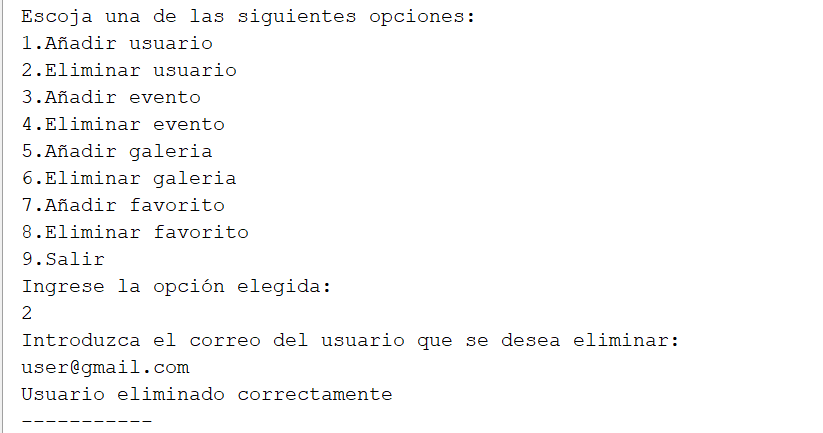 Escoja una de las siguientes opciones:
1.Añadir usuario
2.Eliminar usuario
3.Añadir evento
4.Eliminar evento
5.Añadir galeria
6.Eliminar galeria
7.Añadir favorito
8.Eliminar favorito
9.Salir
Ingrese la opción elegida:
2
Introduzca el correo del usuario que se desea eliminar:
user@gmail.com
Usuario eliminado correctamente
-----------